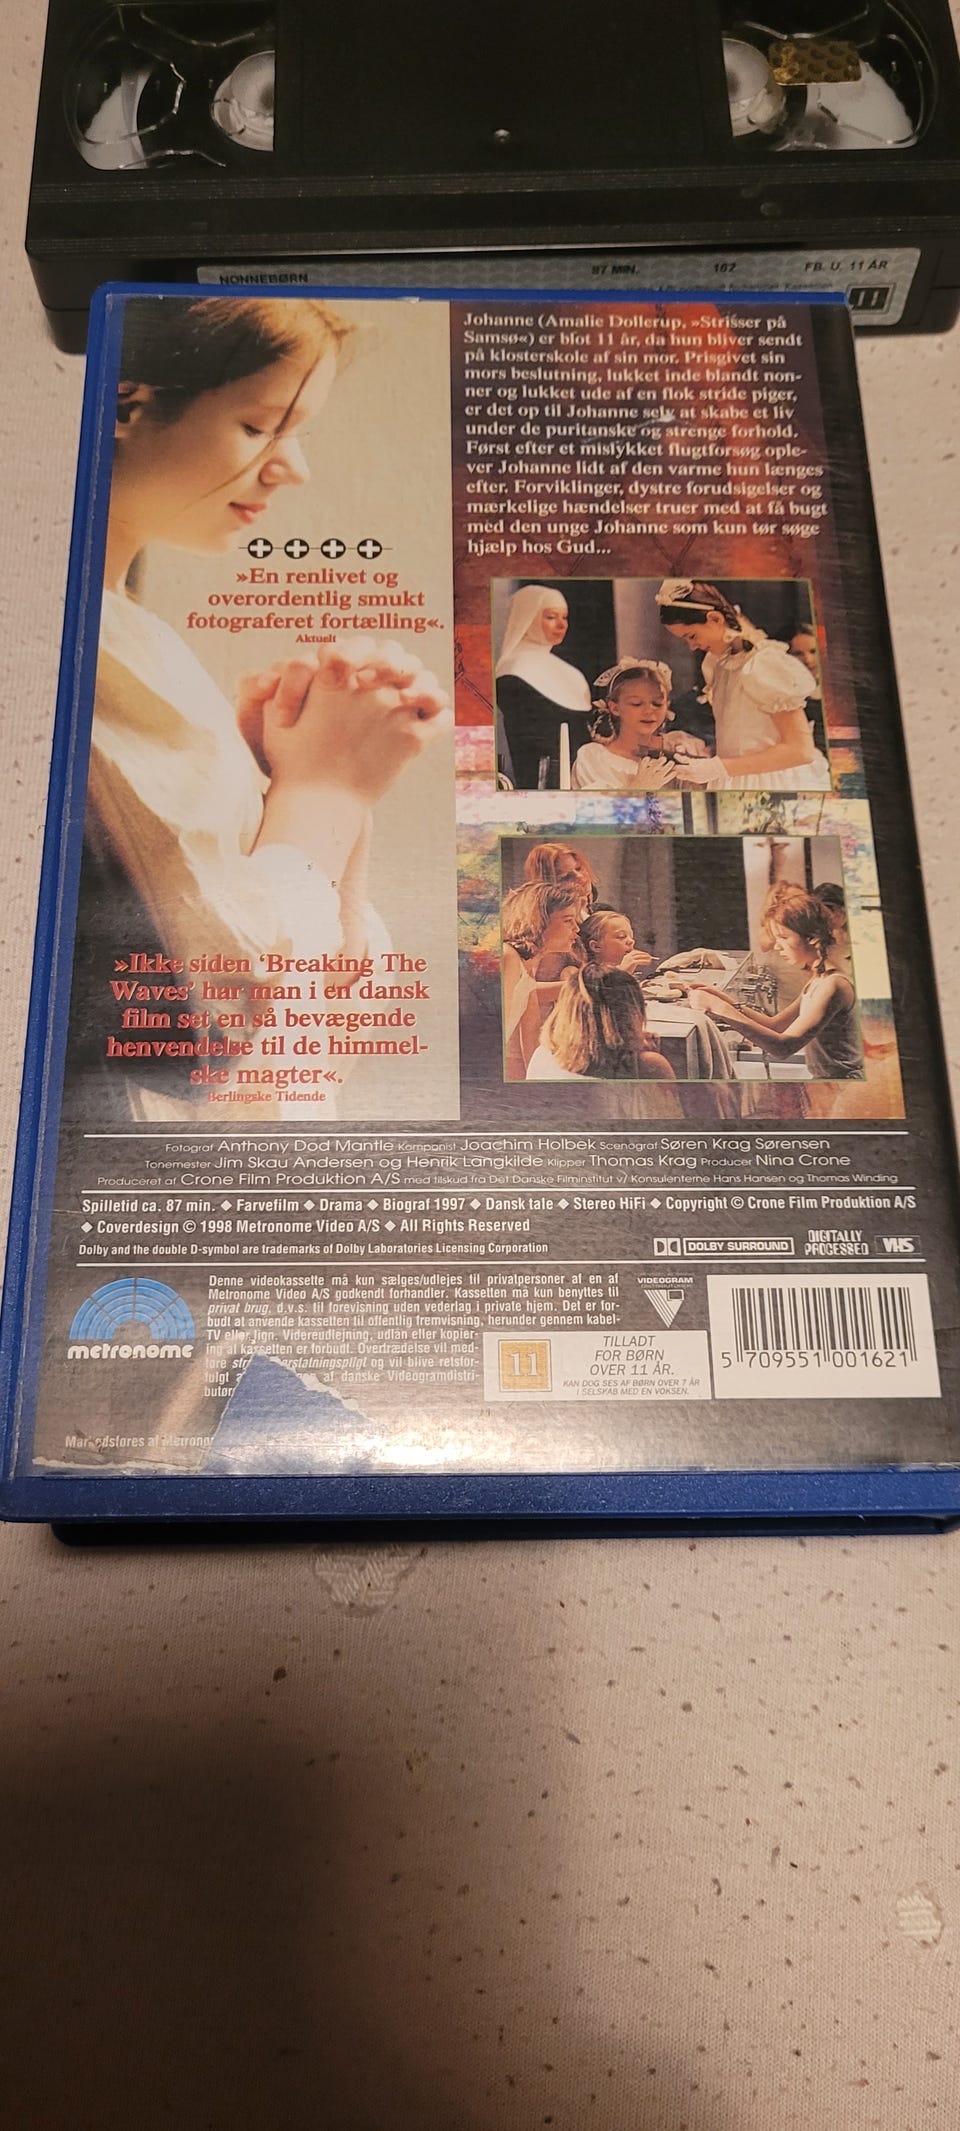 NONNEBØRN 87 MIN. 162 FB. U. 11 ÅR
11
Johanne (Amalie Dollerup, »Strisser på
Samsø«) er blot 11 år, da hun bliver sendt
på klosterskole af sin mor. Prisgivet sin
mors beslutning, lukket inde blandt non-
ner og lukket ude af en flok stride piger,
er det op til Johanne selv at skabe et liv
under de puritanske og strenge forhold.
Først efter et mislykket flugtforsøg ople-
ver Johanne lidt af den varme hun længes
efter. Forviklinger, dystre forudsigelser og
mærkelige hændelser truer med at få bugt
med den unge Johanne som kun tør søge
hjælp hos Gud...
»En renlivet og
overordentlig smukt
fotograferet fortælling«.
Aktuelt
»Ikke siden ‘Breaking The
Waves’ har man i en dansk
film set en så bevægende
henvendelse til de himmel-
ske magter«.
Berlingske Tidende
Fotograf Anthony Dod Mantle Komponist Joachim Holbek Scenograf Søren Krag Sørensen
Tonemester Jim Skau Andersen og Henrik Langkilde Klipper Thomas Krag Producer Nina Crone
Produceret af Crone Film Produktion A/S med tilskud fra Det Danske Filminstitut v/ Konsulenterne Hans Hansen og Thomas Winding
Spilletid ca. 87 min. ◆ Farvefilm ◆ Drama ◆ Biograf 1997 ◆ Dansk tale ◆ Stereo HiFi ◆ Copyright © Crone Film Produktion A/S
◆ Coverdesign © 1998 Metronome Video A/S ◆ All Rights Reserved
Dolby and the double D-symbol are trademarks of Dolby Laboratories Licensing Corporation
DOLBY SURROUND
DIGITALLY
PROCESSED
VHS
metronome
Denne videokassette må kun sælges/udlejes til privatpersoner af en af
Metronome Video A/S godkendt forhandler. Kassetten må kun benyttes til
privat brug, d.v.s. til forevisning uden vederlag i private hjem. Det er for-
budt at anvende kassetten til offentlig fremvisning, herunder gennem kabel-
TV eller lign. Videreudlejning, udlån eller kopier-
ing af kassetten er forbudt. Overtrædelse vil med-
føre erstatningspligt og vil blive retsfor-
fulgt af danske Videogramdistri-
butør
Markedsføres af Metronom
VIDEOGRAM
11
TILLADT
FOR BØRN
OVER 11 ÅR.
KAN DOG SES AF BØRN OVER 7 ÅR
I SELSKAB MED EN VOKSEN.
5 709551 001621